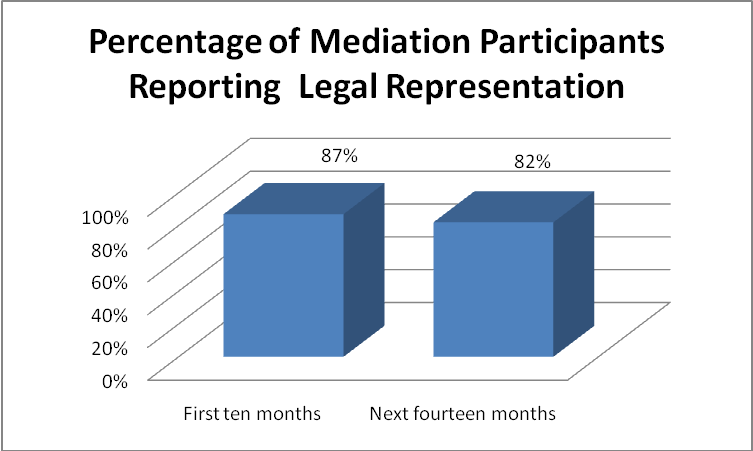 Percentage of Mediation Participants
Reporting  Legal Representation
87%
82%
100%
80%
60%
40%
20%
0%
First ten months
Next fourteen months